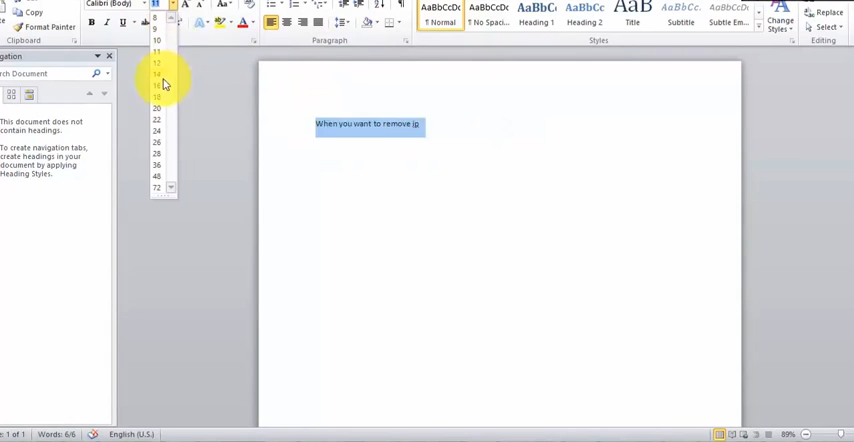 Copy
Format Painter
Clipboard
Calibri (Body)
11
B I U
Aa
A
Paragraph
AaBbCcDc
¶ Normal
AaBbCcDc
¶ No Spaci...
AaBbC
Heading 1
AaBbCc
Heading 2
AaB
Title
AaBbCc.
Subtitle
AaBbCcDc
Subtle Em...
Change
Styles
Styles
Replace
Select
Editing
8
9
10
11
12
14
16
18
20
22
24
26
28
36
48
72
gation
rch Document
This document does not
contain headings.
To create navigation tabs,
create headings in your
document by applying
Heading Styles.
When you want to remove ip
: 1 of 1
Words: 6/6
English (U.S.)
89%